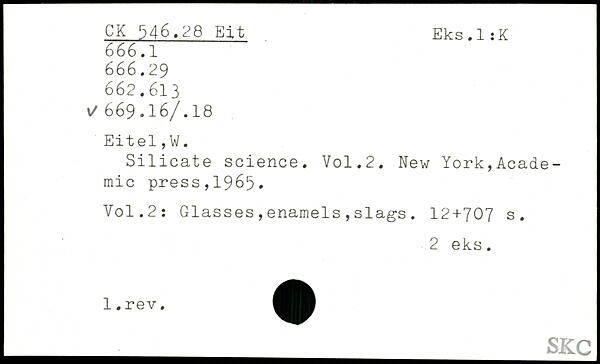 CK 546.28 Eit
Eks.1:K
666.1
666.29
662.613
✓ 669.16/.18
Eitel,W.
Silicate science. Vol.2. New York,Acade-
mic press,1965.
Vol.2: Glasses,enamels,slags. 12+707 s.
2 eks.
1.rev.
SKC